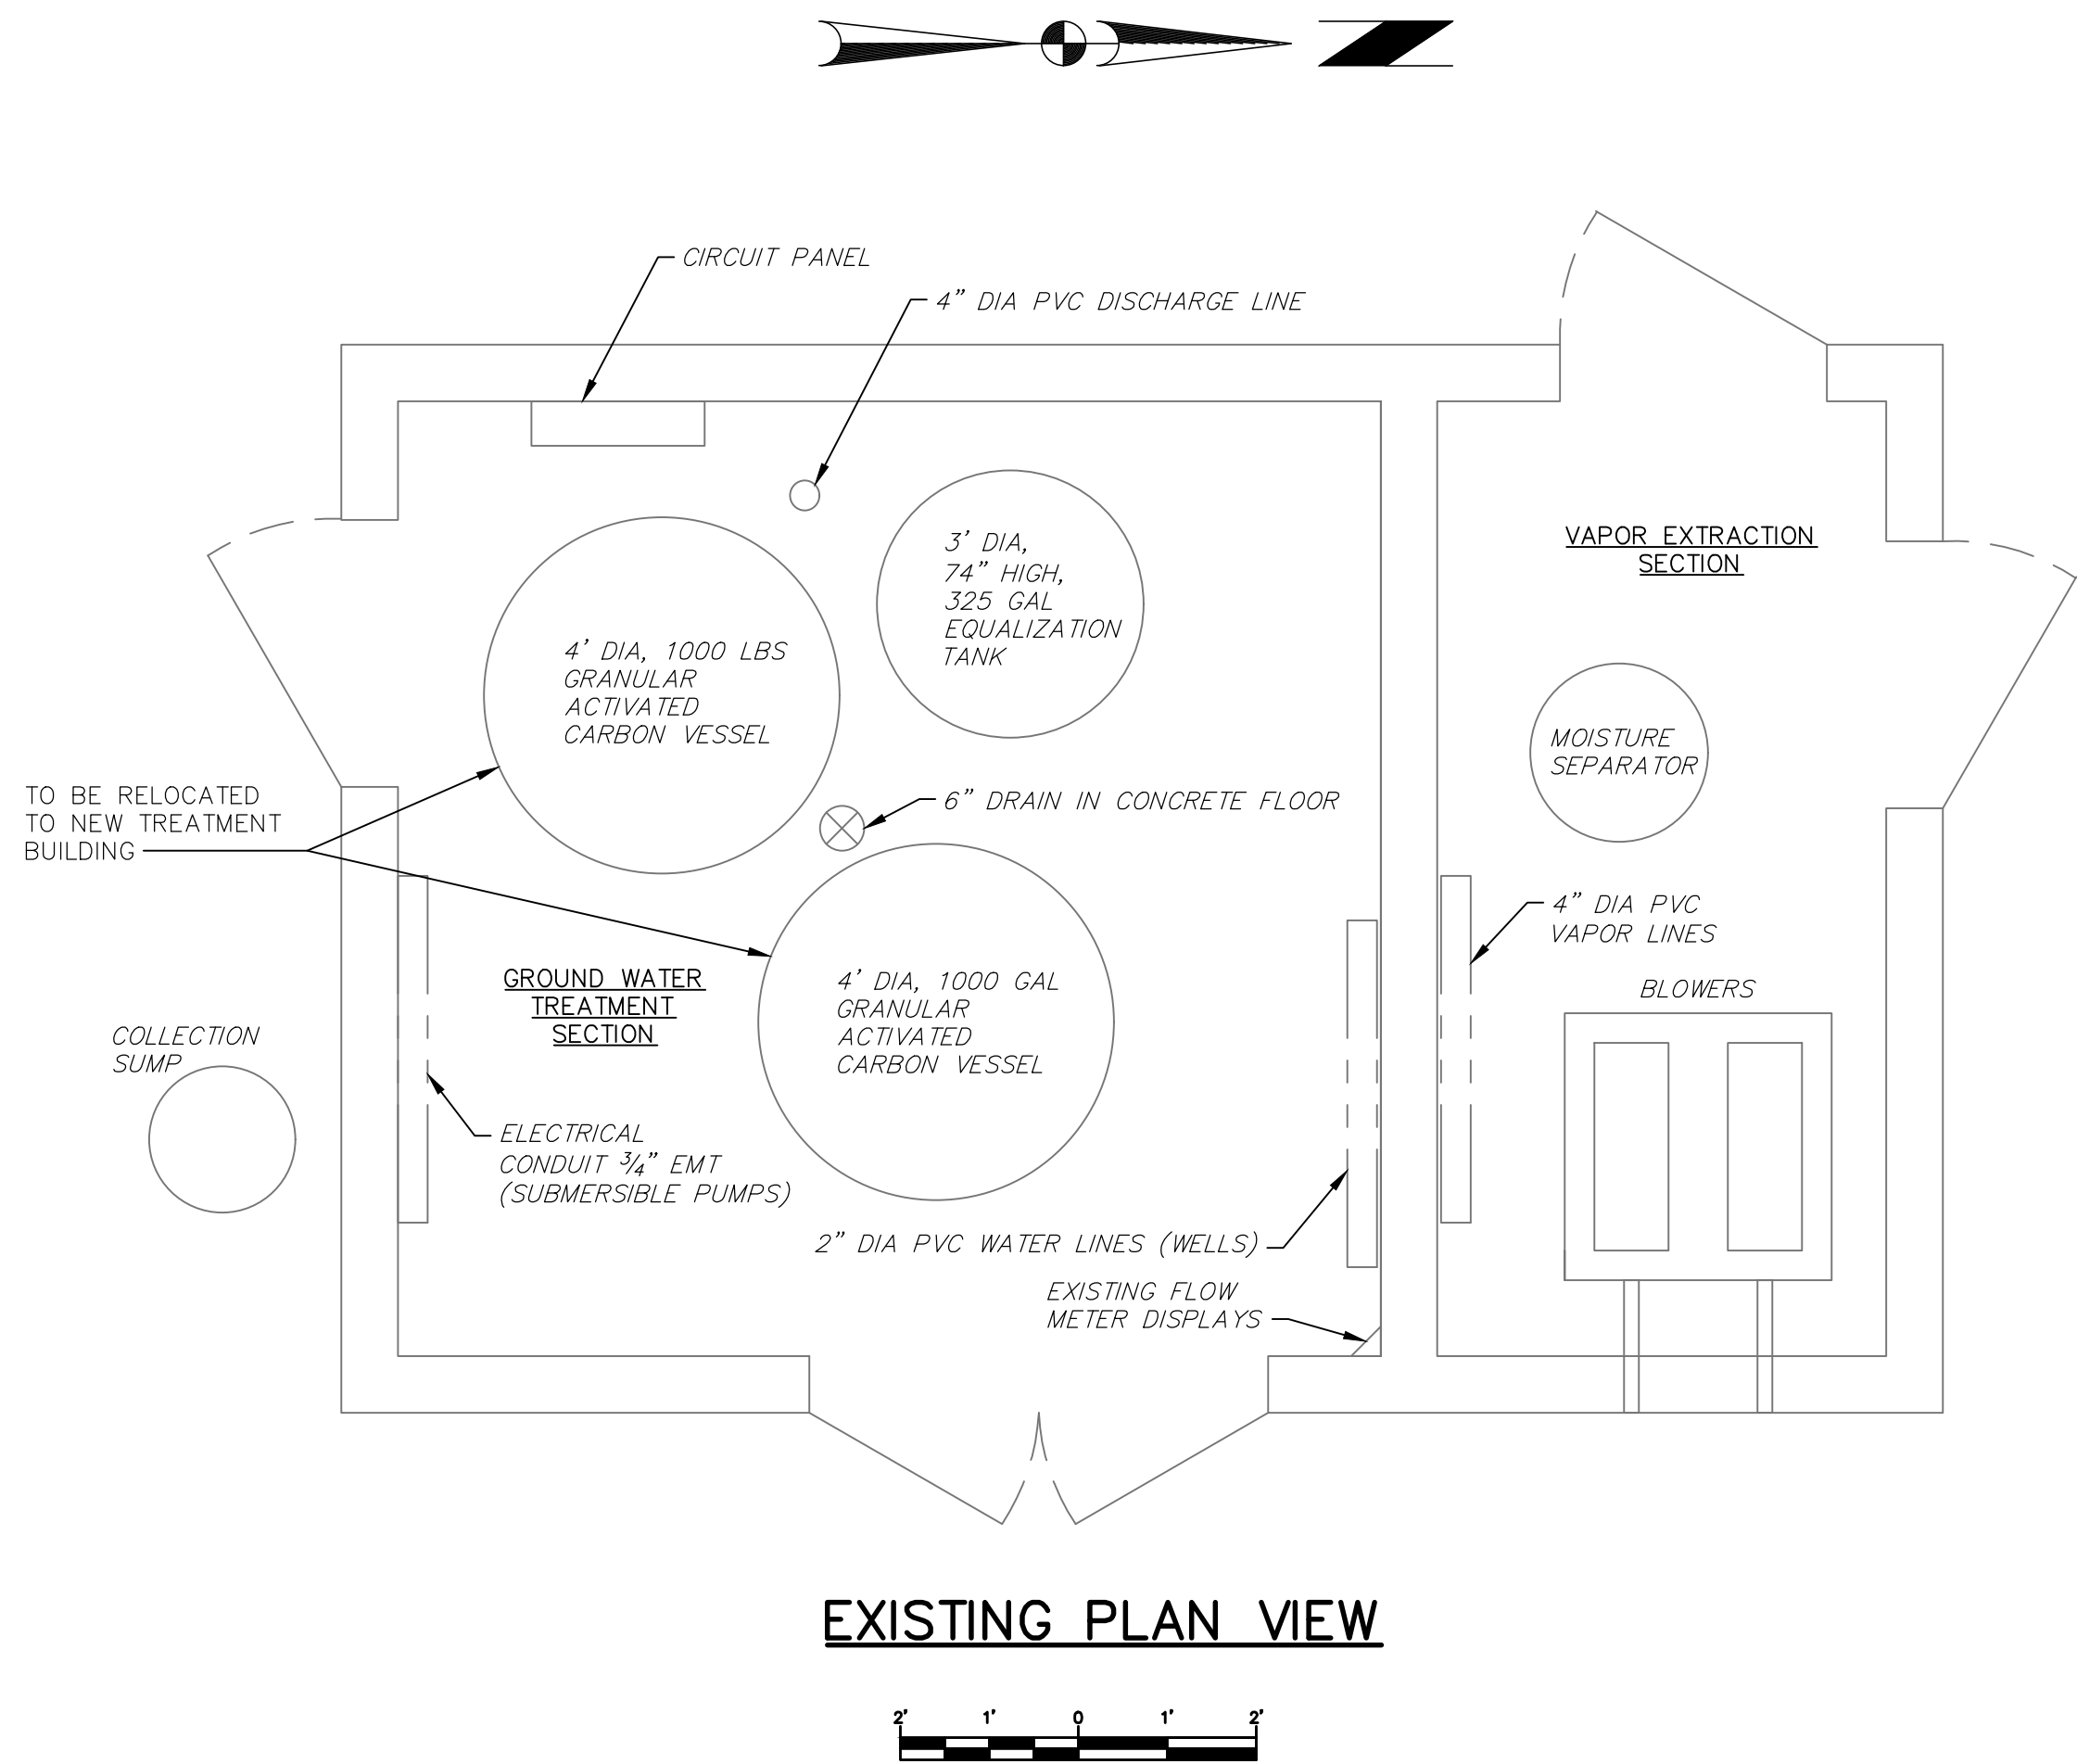 Z
CIRCUIT PANEL
4" DIA PVC DISCHARGE LINE
3' DIA,
74" HIGH,
325 GAL
EQUALIZATION
TANK
VAPOR EXTRACTION
SECTION
4' DIA, 1000 LBS
GRANULAR
ACTIVATED
CARBON VESSEL
MOISTURE
SEPARATOR
TO BE RELOCATED
TO NEW TREATMENT
BUILDING
6" DRAIN IN CONCRETE FLOOR
4" DIA PVC
VAPOR LINES
GROUND WATER
TREATMENT
SECTION
4' DIA, 1000 GAL
GRANULAR
ACTIVATED
CARBON VESSEL
BLOWERS
COLLECTION
SUMP
ELECTRICAL
CONDUIT 3/4" EMT
(SUBMERSIBLE PUMPS)
2" DIA PVC WATER LINES (WELLS)
EXISTING FLOW
METER DISPLAYS
EXISTING PLAN VIEW
2' 1' 0 1' 2'